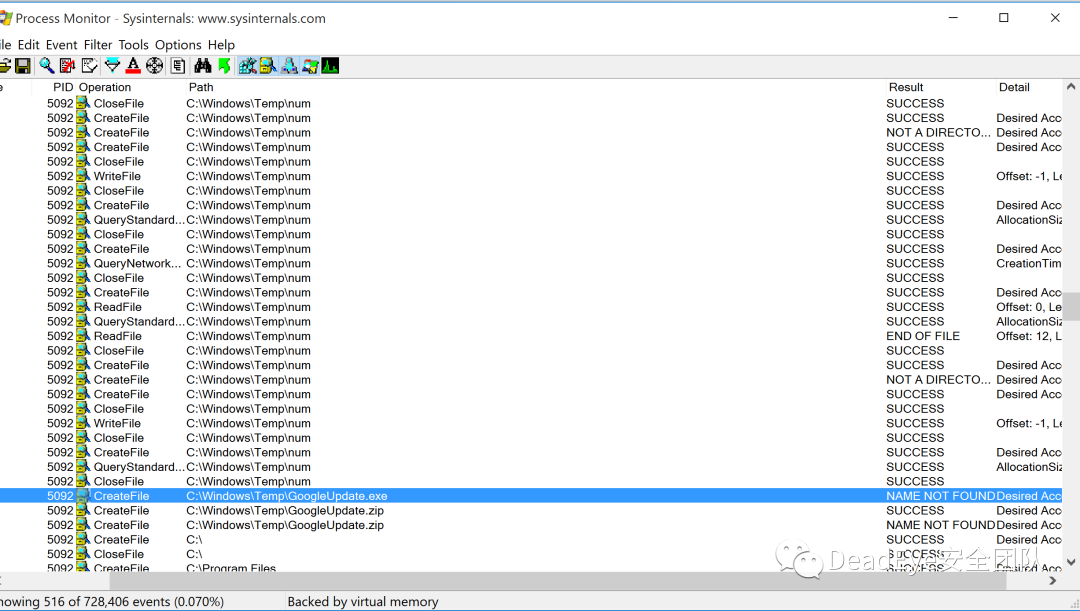 Process Monitor - Sysinternals: www.sysinternals.com
ile Edit Event Filter Tools Options Help
e PID Operation Path Result Detail
5092 CloseFile C:\Windows\Temp\num SUCCESS
5092 CreateFile C:\Windows\Temp\num SUCCESS Desired Acc
5092 CreateFile C:\Windows\Temp\num NOT A DIRECTO... Desired Acc
5092 CreateFile C:\Windows\Temp\num SUCCESS Desired Acc
5092 CloseFile C:\Windows\Temp\num SUCCESS
5092 WriteFile C:\Windows\Temp\num SUCCESS Offset: -1, Le
5092 CloseFile C:\Windows\Temp\num SUCCESS
5092 CreateFile C:\Windows\Temp\num SUCCESS Desired Acc
5092 QueryStandard... C:\Windows\Temp\num SUCCESS AllocationSiz
5092 CloseFile C:\Windows\Temp\num SUCCESS
5092 CreateFile C:\Windows\Temp\num SUCCESS Desired Acc
5092 QueryNetwork... C:\Windows\Temp\num SUCCESS CreationTim
5092 CloseFile C:\Windows\Temp\num SUCCESS
5092 CreateFile C:\Windows\Temp\num SUCCESS Desired Acc
5092 ReadFile C:\Windows\Temp\num SUCCESS Offset: 0, Le
5092 QueryStandard... C:\Windows\Temp\num SUCCESS AllocationSiz
5092 ReadFile C:\Windows\Temp\num END OF FILE Offset: 12, L
5092 CloseFile C:\Windows\Temp\num SUCCESS
5092 CreateFile C:\Windows\Temp\num SUCCESS Desired Acc
5092 CreateFile C:\Windows\Temp\num NOT A DIRECTO... Desired Acc
5092 CreateFile C:\Windows\Temp\num SUCCESS Desired Acc
5092 CloseFile C:\Windows\Temp\num SUCCESS
5092 WriteFile C:\Windows\Temp\num SUCCESS Offset: -1, Le
5092 CloseFile C:\Windows\Temp\num SUCCESS
5092 CreateFile C:\Windows\Temp\num SUCCESS Desired Acc
5092 QueryStandard... C:\Windows\Temp\num SUCCESS AllocationSiz
5092 CloseFile C:\Windows\Temp\num SUCCESS
5092 CreateFile C:\Windows\Temp\GoogleUpdate.exe NAME NOT FOUND Desired Acc
5092 CreateFile C:\Windows\Temp\GoogleUpdate.zip SUCCESS Desired Acc
5092 CreateFile C:\Windows\Temp\GoogleUpdate.zip NAME NOT FOUND Desired Acc
5092 CreateFile C:\ SUCCESS Desired Acc
5092 CloseFile C:\ SUCCESS
5092 CreateFile C:\Program Files SUCCESS Desired Acc
DeadEye安全团队
howing 516 of 728,406 events (0.070%) Backed by virtual memory